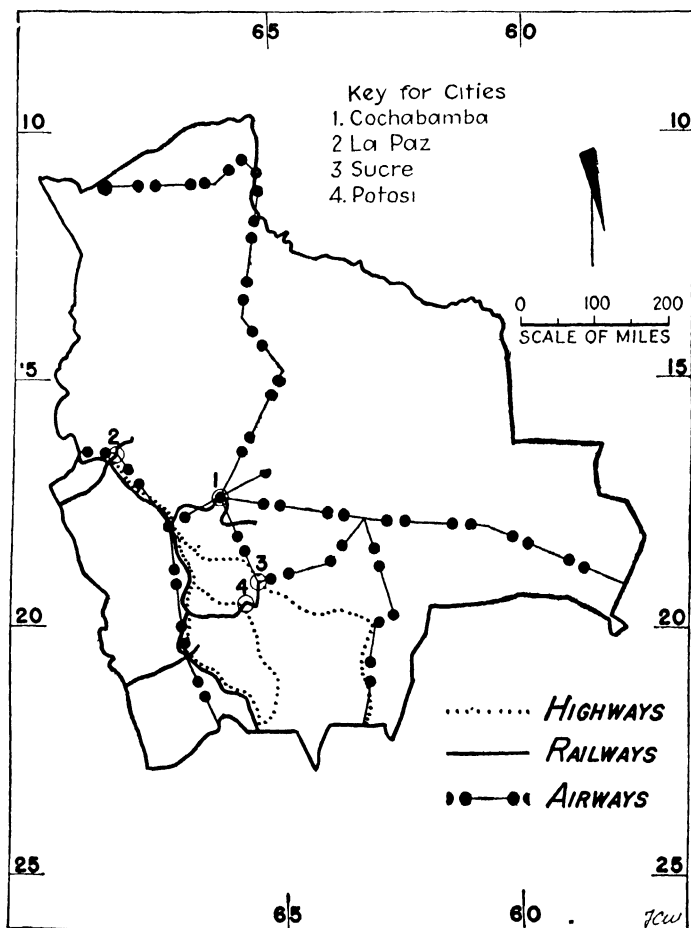 65 60
Key for Cities
1. Cochabamba
2 La Paz
3 Sucre
4. Potosi
10 10
0 100 200
SCALE OF MILES
'5 15
2
1
3
4
20 20
HIGHWAYS
RAILWAYS
AIRWAYS
25 25
65 60
JCW